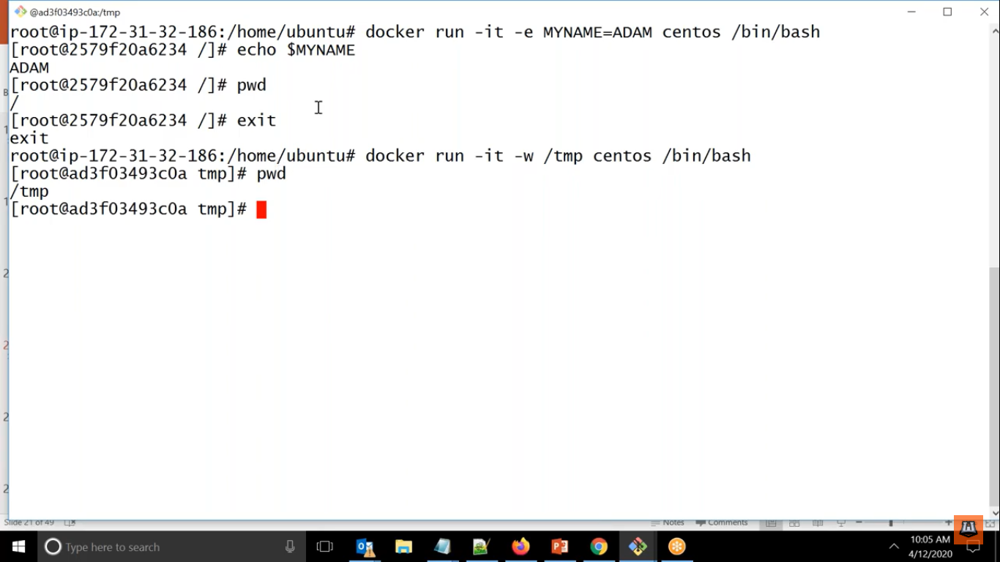 @ad3f03493c0a:/tmp
root@ip-172-31-32-186:/home/ubuntu# docker run -it -e MYNAME=ADAM centos /bin/bash
[root@2579f20a6234 /]# echo $MYNAME
ADAM
[root@2579f20a6234 /]# pwd
/
[root@2579f20a6234 /]# exit
exit
root@ip-172-31-32-186:/home/ubuntu# docker run -it -w /tmp centos /bin/bash
[root@ad3f03493c0a tmp]# pwd
/tmp
[root@ad3f03493c0a tmp]#
Slide 21 of 49
Notes
Comments
Type here to search
10:05 AM
4/12/2020